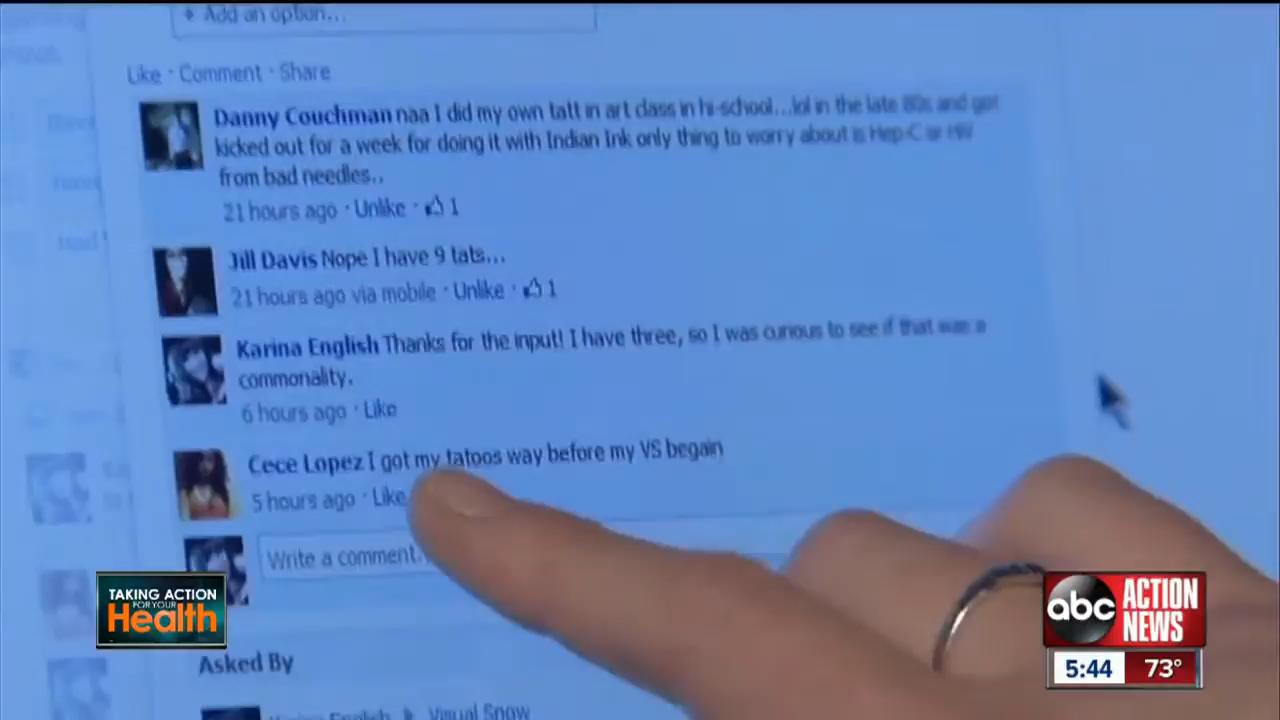 + Add an option...
Like · Comment · Share
Danny Couchman naa I did my own tatt in art class in hi-school...lol in the late 80s and got
kicked out for a week for doing it with Indian Ink only thing to worry about is Hep-C or HIV
from bad needles..
21 hours ago · Unlike · 1
Jill Davis Nope I have 9 tats...
21 hours ago via mobile · Unlike · 1
Karina English Thanks for the input! I have three, so I was curious to see if that was a
commonality.
6 hours ago · Like
Cece Lopez I got my tatoos way before my VS begain
5 hours ago · Like
Write a comment.
Asked By
Karina English Visual Snow
TAKING ACTION
FOR YOUR
Health
abc ACTION
NEWS
5:44 73°